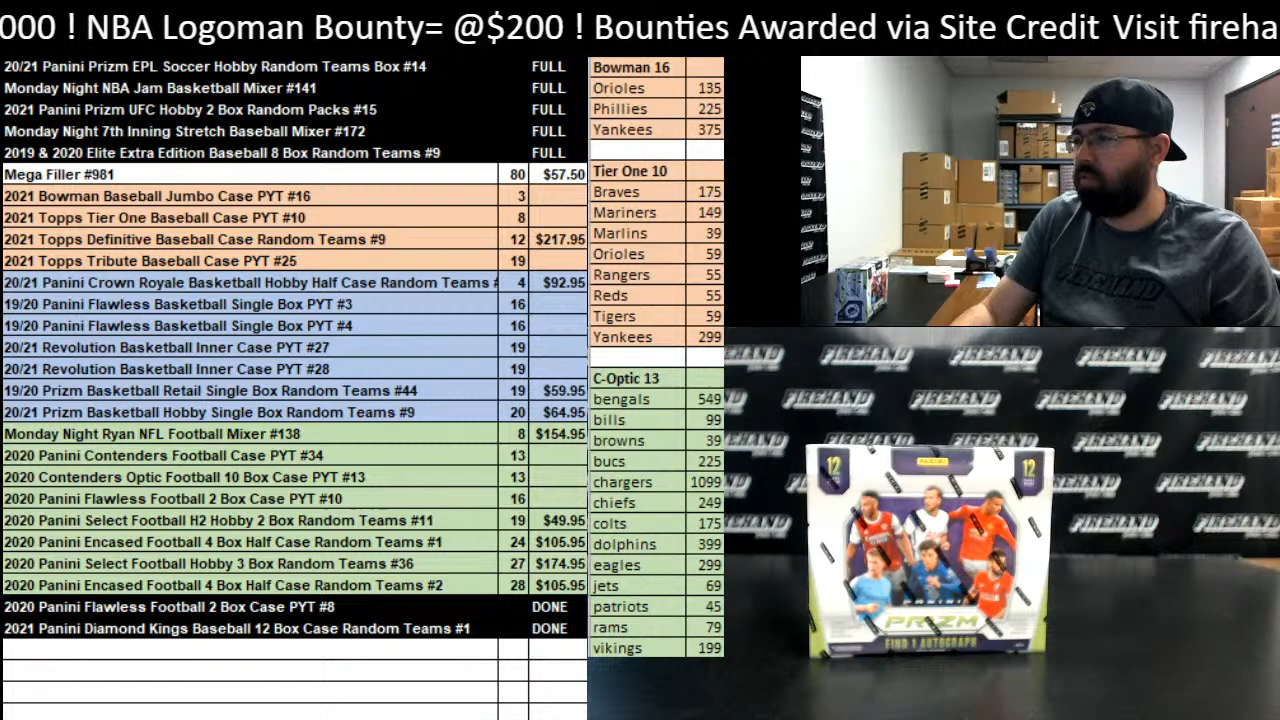 000 ! NBA Logoman Bounty= @$200 ! Bounties Awarded via Site Credit Visit fireha
20/21 Panini Prizm EPL Soccer Hobby Random Teams Box #14 FULL
Monday Night NBA Jam Basketball Mixer #141 FULL
2021 Panini Prizm UFC Hobby 2 Box Random Packs #15 FULL
Monday Night 7th Inning Stretch Baseball Mixer #172 FULL
2019 & 2020 Elite Extra Edition Baseball 8 Box Random Teams #9 FULL
Mega Filler #981 80 $57.50
2021 Bowman Baseball Jumbo Case PYT #16 3
2021 Topps Tier One Baseball Case PYT #10 8
2021 Topps Definitive Baseball Case Random Teams #9 12 $217.95
2021 Topps Tribute Baseball Case PYT #25 19
20/21 Panini Crown Royale Basketball Hobby Half Case Random Teams # 4 $92.95
19/20 Panini Flawless Basketball Single Box PYT #3 16
19/20 Panini Flawless Basketball Single Box PYT #4 16
20/21 Revolution Basketball Inner Case PYT #27 19
20/21 Revolution Basketball Inner Case PYT #28 19
19/20 Prizm Basketball Retail Single Box Random Teams #44 19 $59.95
20/21 Prizm Basketball Hobby Single Box Random Teams #9 20 $64.95
Monday Night Ryan NFL Football Mixer #138 8 $154.95
2020 Panini Contenders Football Case PYT #34 13
2020 Contenders Optic Football 10 Box Case PYT #13 13
2020 Panini Flawless Football 2 Box Case PYT #10 16
2020 Panini Select Football H2 Hobby 2 Box Random Teams #11 19 $49.95
2020 Panini Encased Football 4 Box Half Case Random Teams #1 24 $105.95
2020 Panini Select Football Hobby 3 Box Random Teams #36 27 $174.95
2020 Panini Encased Football 4 Box Half Case Random Teams #2 28 $105.95
2020 Panini Flawless Football 2 Box Case PYT #8 DONE
2021 Panini Diamond Kings Baseball 12 Box Case Random Teams #1 DONE
Bowman 16
Orioles 135
Phillies 225
Yankees 375
Tier One 10
Braves 175
Mariners 149
Marlins 39
Orioles 59
Rangers 55
Reds 55
Tigers 59
Yankees 299
C-Optic 13
bengals 549
bills 99
browns 39
bucs 225
chargers 1099
chiefs 249
colts 175
dolphins 399
eagles 299
jets 69
patriots 45
rams 79
vikings 199
FIREHAND
FIREHAND
FIREHAND
FIREHAND
FIREHAND
FIREHAND
FIREHAND
12
PANINI
12
PRIZM
FIND 1 AUTOGRAPH